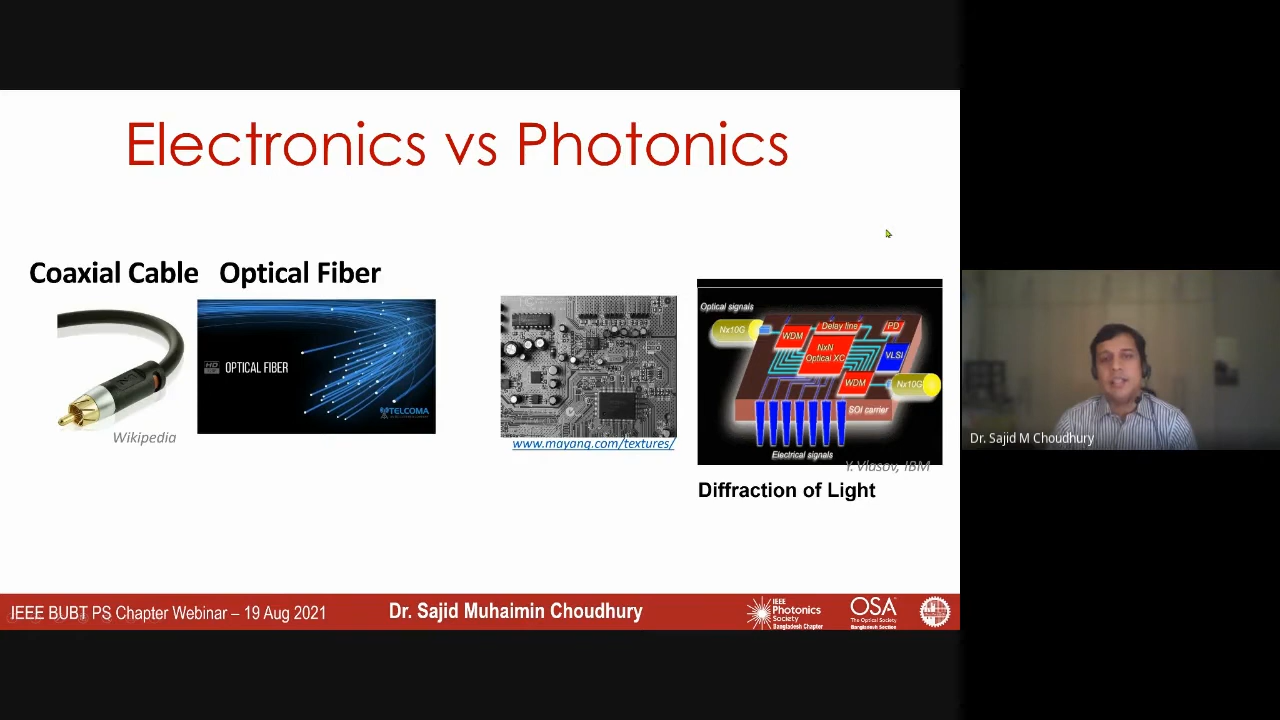 Electronics vs Photonics
Coaxial Cable Optical Fiber
HD
OPTICAL FIBER
TELCOMA
Wikipedia
www.mayang.com/textures/
Optical signals
Nx10G
WDM
Delay line
PD
NxN
Optical XC
VLSI
WDM
Nx10G
SOI carrier
Electrical signals
Y. Vlasov, IBM
Diffraction of Light
Dr. Sajid M Choudhury
IEEE BUBT PS Chapter Webinar – 19 Aug 2021
Dr. Sajid Muhaimin Choudhury
IEEE
Photonics
Society
Bangladesh Chapter
OSA
The Optical Society
Bangladesh Section